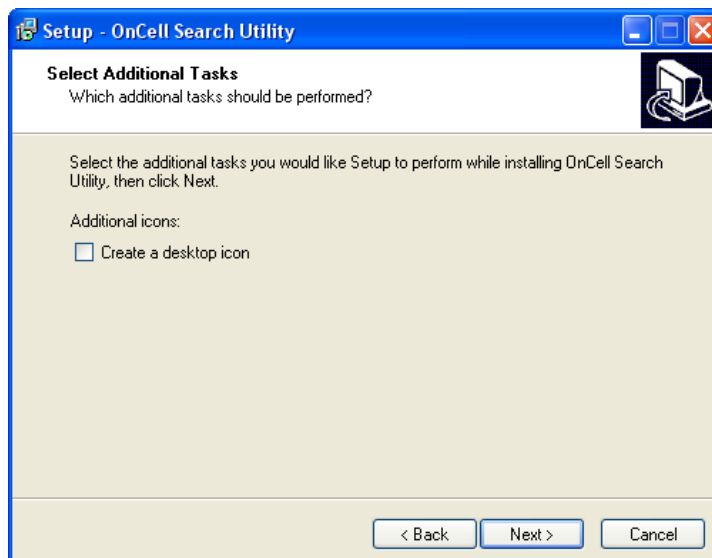 Setup - OnCell Search Utility
Select Additional Tasks
Which additional tasks should be performed?
Select the additional tasks you would like Setup to perform while installing OnCell Search
Utility, then click Next.
Additional icons:
Create a desktop icon
< Back
Next >
Cancel